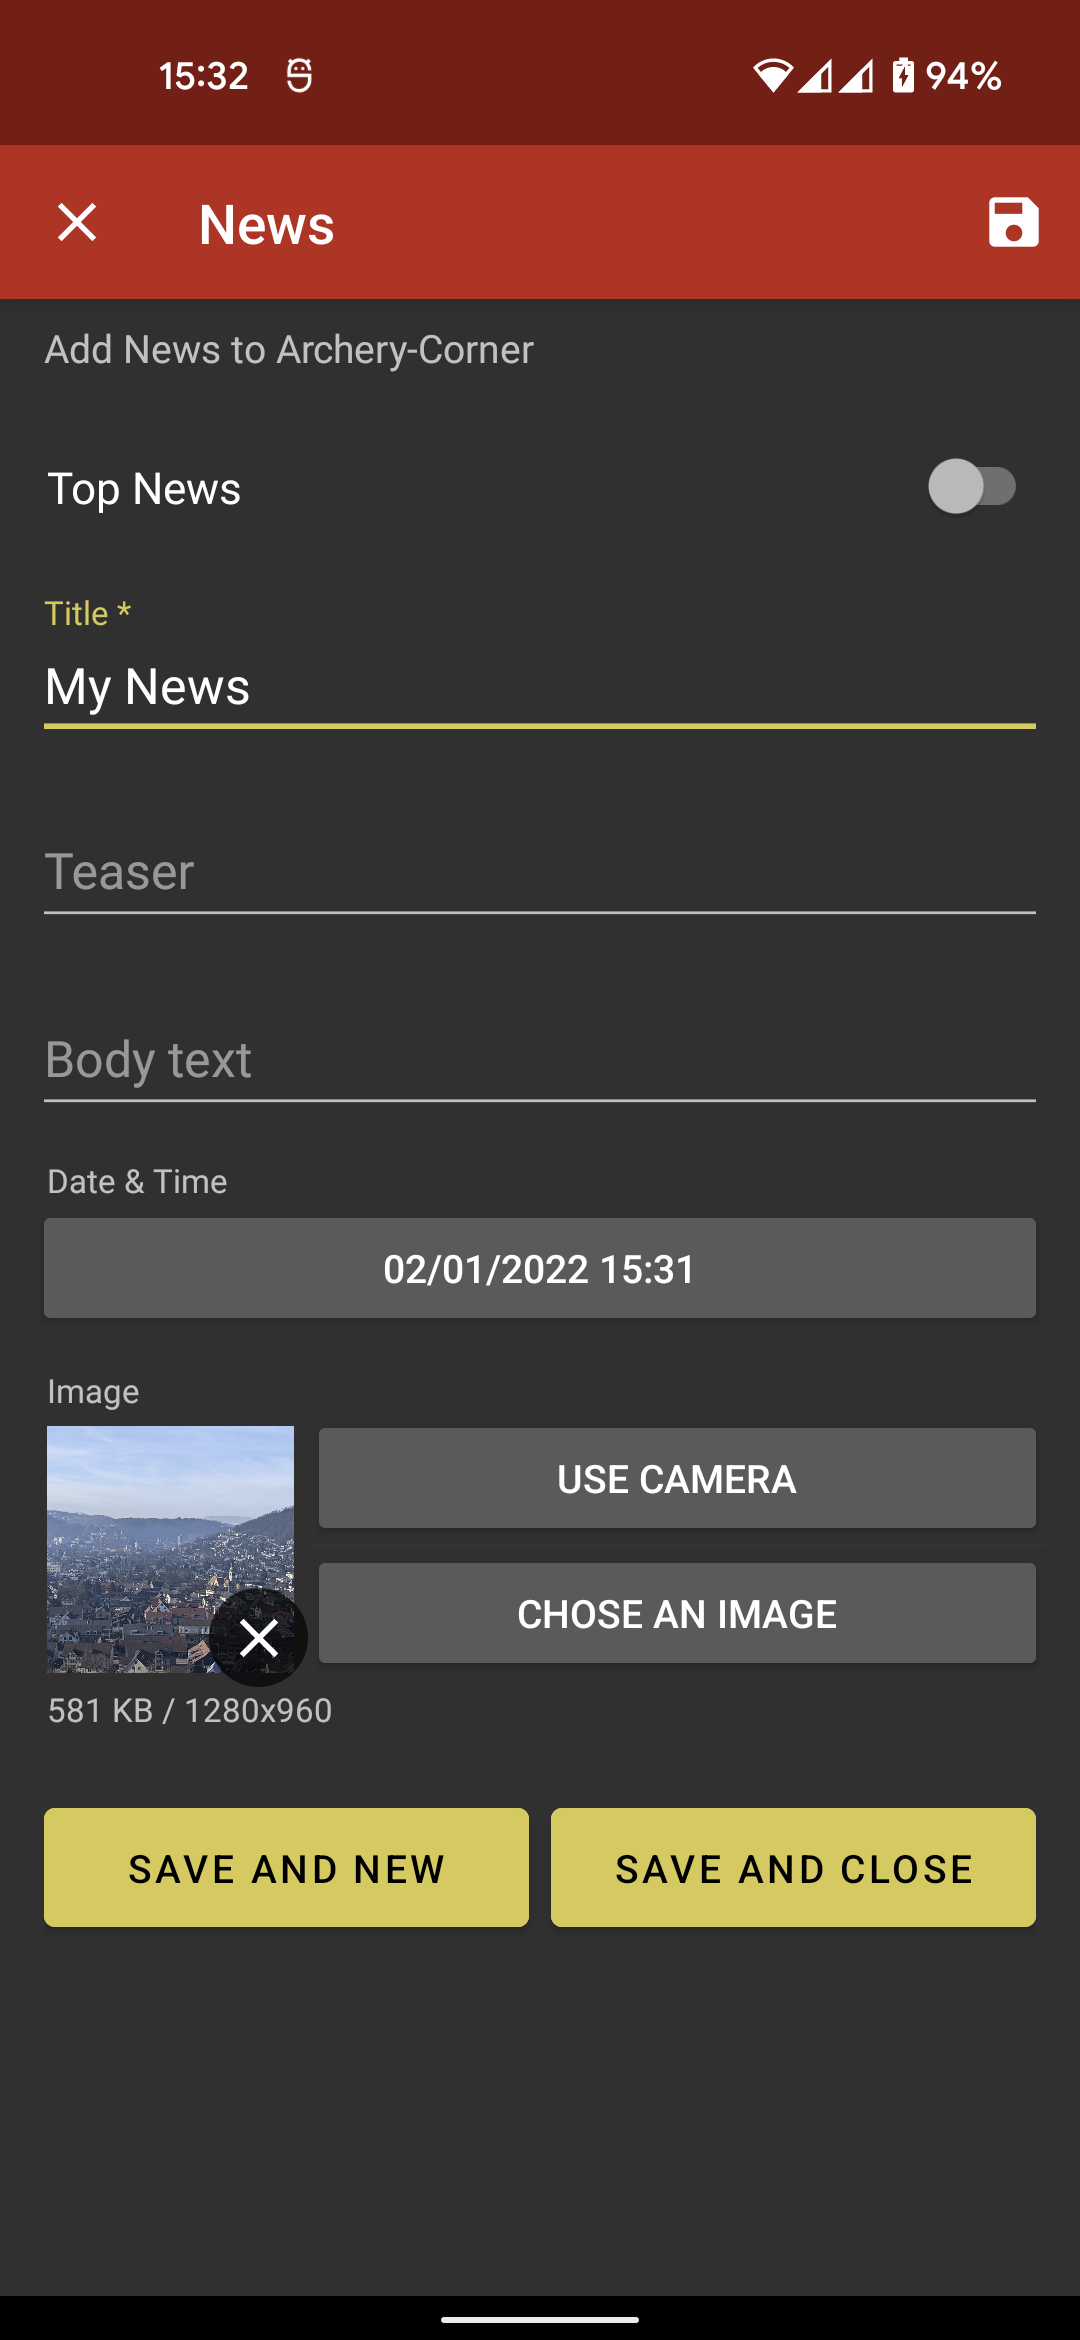 15:32 94%
News
Add News to Archery-Corner
Top News
Title *
My News
Teaser
Body text
Date & Time
02/01/2022 15:31
Image
USE CAMERA
CHOSE AN IMAGE
581 KB / 1280x960
SAVE AND NEW SAVE AND CLOSE